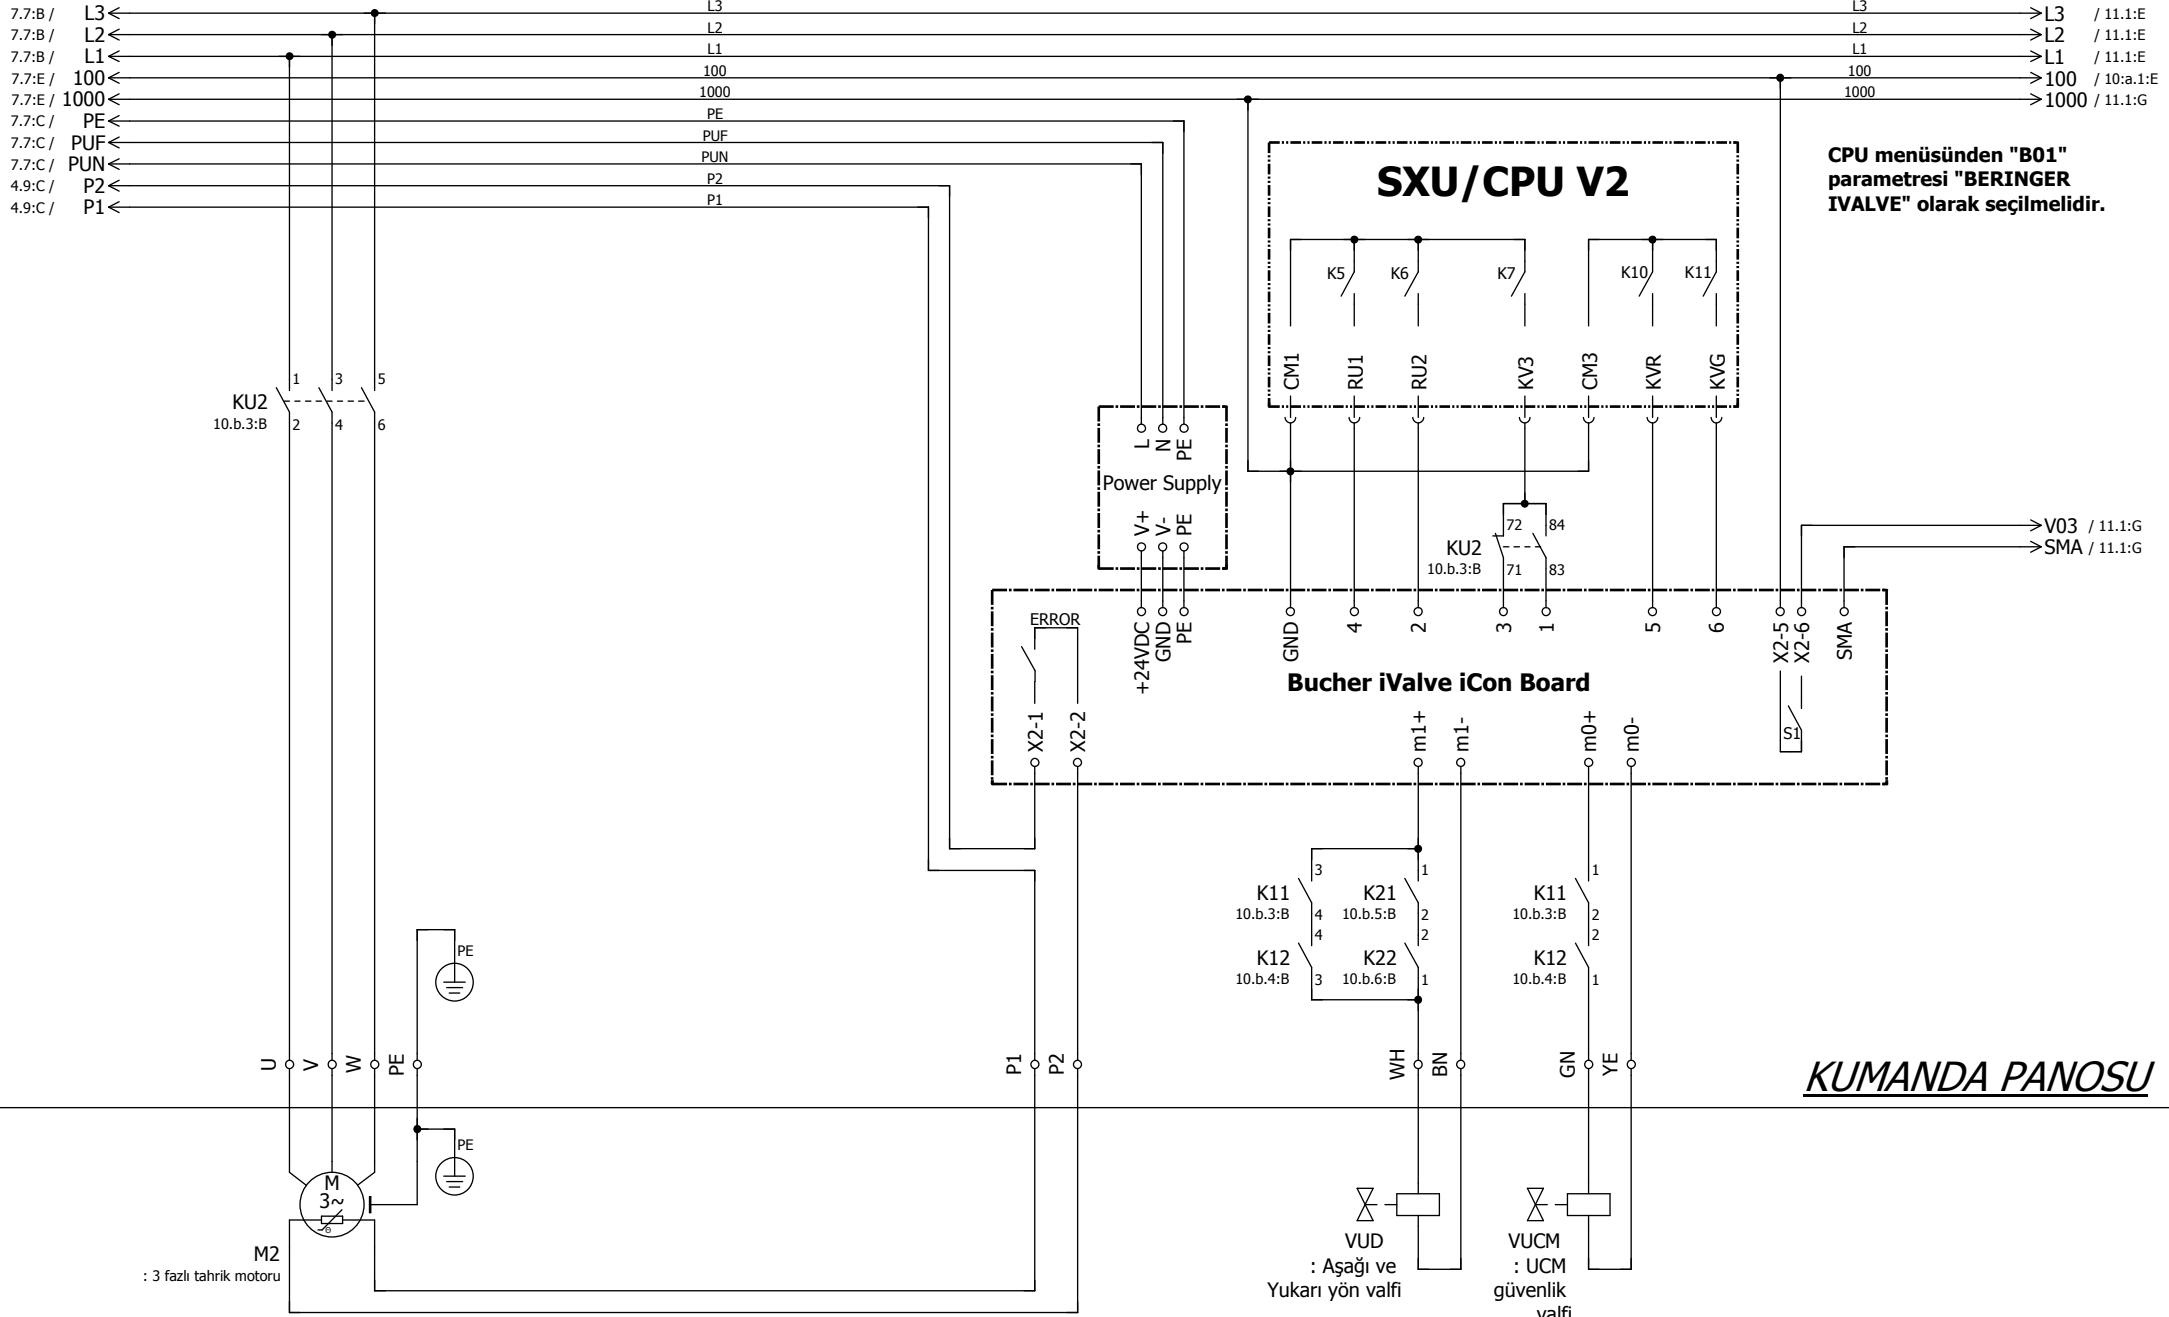 7.7:B / L3 L3 L3 L3 / 11.1:E
7.7:B / L2 L2 L2 L2 / 11.1:E
7.7:B / L1 L1 L1 L1 / 11.1:E
7.7:E / 100 100 100 100 / 10:a.1:E
7.7:E / 1000 1000 1000 1000 / 11.1:G
7.7:C / PE PE
7.7:C / PUF PUF
7.7:C / PUN PUN
4.9:C / P2 P2
4.9:C / P1 P1
CPU menüsünden "B01"
parametresi "BERINGER
IVALVE" olarak seçilmelidir.
SXU/CPU V2
K5 K6 K7 K10 K11
CM1 RU1 RU2 KV3 CM3 KVR KVG
KU2
10.b.3:B
1 3 5
2 4 6
L N PE
Power Supply
V+ V- PE
72 84
KU2
10.b.3:B
71 83
V03 / 11.1:G
SMA / 11.1:G
ERROR
+24VDC GND PE GND 4 2 3 1 5 6 X2-5 X2-6 SMA
Bucher iValve iCon Board
X2-1 X2-2 m1+ m1- m0+ m0- S1
3 1 1
K11 K21 K11
10.b.3:B 4 10.b.5:B 2 10.b.3:B 2
4 2 2
K12 K22 K12
10.b.4:B 3 10.b.6:B 1 10.b.4:B 1
PE
U V W PE P1 P2 WH BN GN YE
KUMANDA PANOSU
PE
M
3~
M2
: 3 fazlı tahrik motoru
VUD
: Aşağı ve
Yukarı yön valfi
VUCM
: UCM
güvenlik
valfi